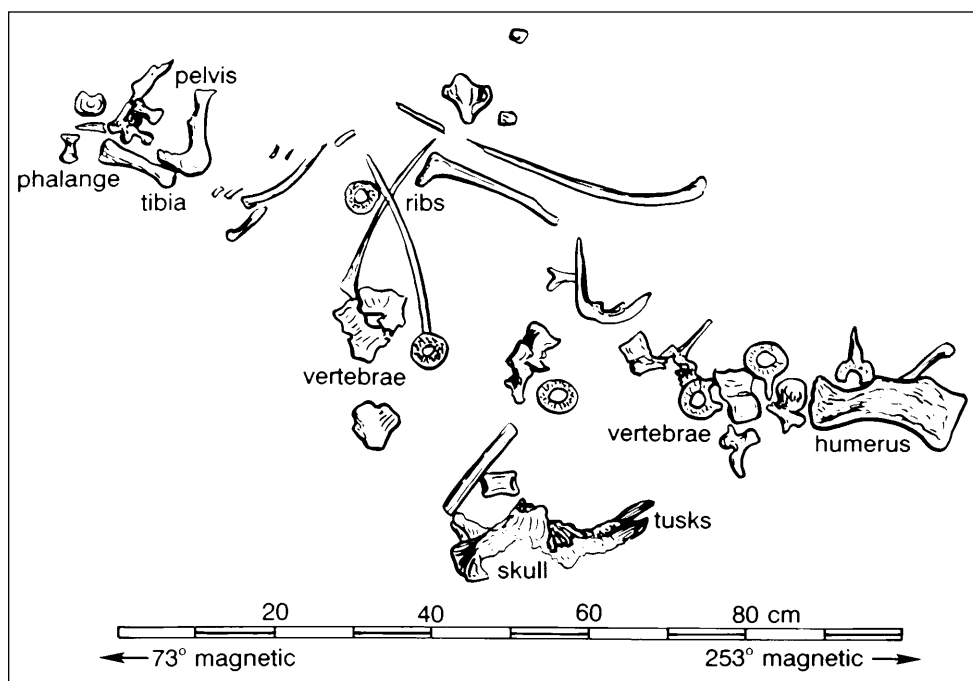 pelvis
phalange
tibia
ribs
vertebrae
vertebrae
humerus
tusks
skull
20 40 60 80 cm
73° magnetic 253° magnetic